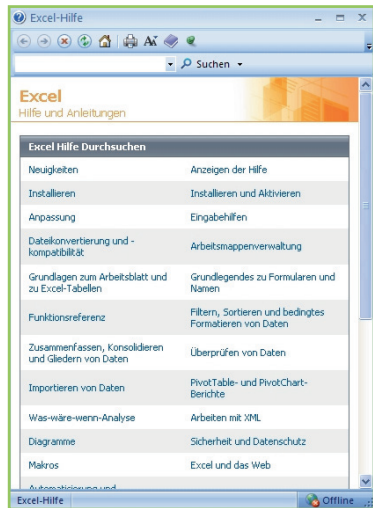 Excel-Hilfe
Suchen
Excel
Hilfe und Anleitungen
Excel Hilfe Durchsuchen
Neuigkeiten
Anzeigen der Hilfe
Installieren
Installieren und Aktivieren
Anpassung
Eingabehilfen
Dateikonvertierung und -
kompatibilität
Arbeitsmappenverwaltung
Grundlagen zum Arbeitsblatt und
zu Excel-Tabellen
Grundlegendes zu Formularen und
Namen
Funktionsreferenz
Filtern, Sortieren und bedingtes
Formatieren von Daten
Zusammenfassen, Konsolidieren
und Gliedern von Daten
Überprüfen von Daten
Importieren von Daten
PivotTable- und PivotChart-
Berichte
Was-wäre-wenn-Analyse
Arbeiten mit XML
Diagramme
Sicherheit und Datenschutz
Makros
Excel und das Web
Automatisierung und
Excel-Hilfe
Offline